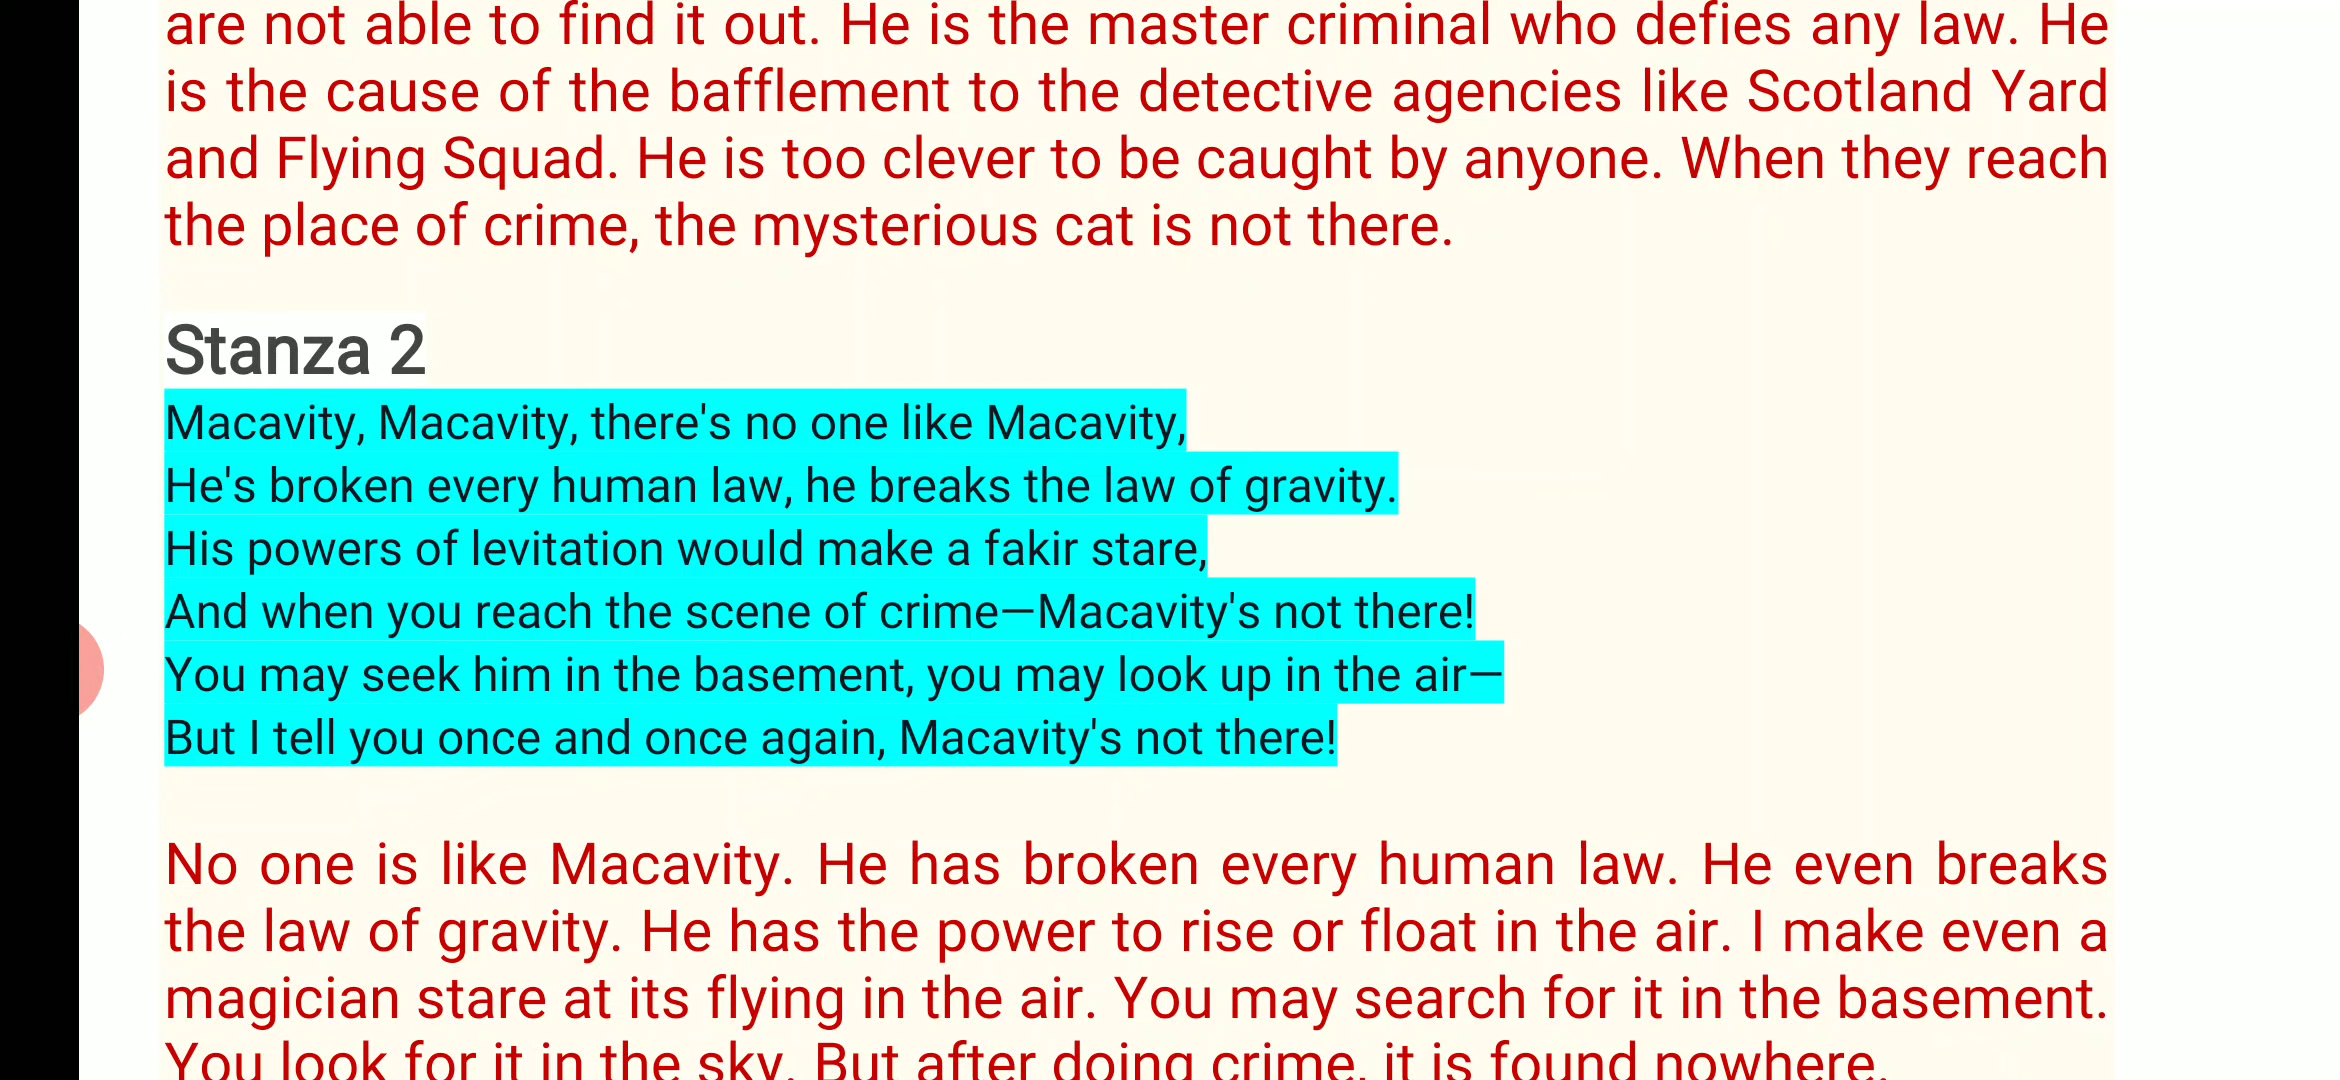 are not able to find it out. He is the master criminal who defies any law. He
is the cause of the bafflement to the detective agencies like Scotland Yard
and Flying Squad. He is too clever to be caught by anyone. When they reach
the place of crime, the mysterious cat is not there.
Stanza 2
Macavity, Macavity, there's no one like Macavity,
He's broken every human law, he breaks the law of gravity.
His powers of levitation would make a fakir stare,
And when you reach the scene of crime—Macavity's not there!
You may seek him in the basement, you may look up in the air—
But I tell you once and once again, Macavity's not there!
No one is like Macavity. He has broken every human law. He even breaks
the law of gravity. He has the power to rise or float in the air. I make even a
magician stare at its flying in the air. You may search for it in the basement.
You look for it in the sky. But after doing crime, it is found nowhere.